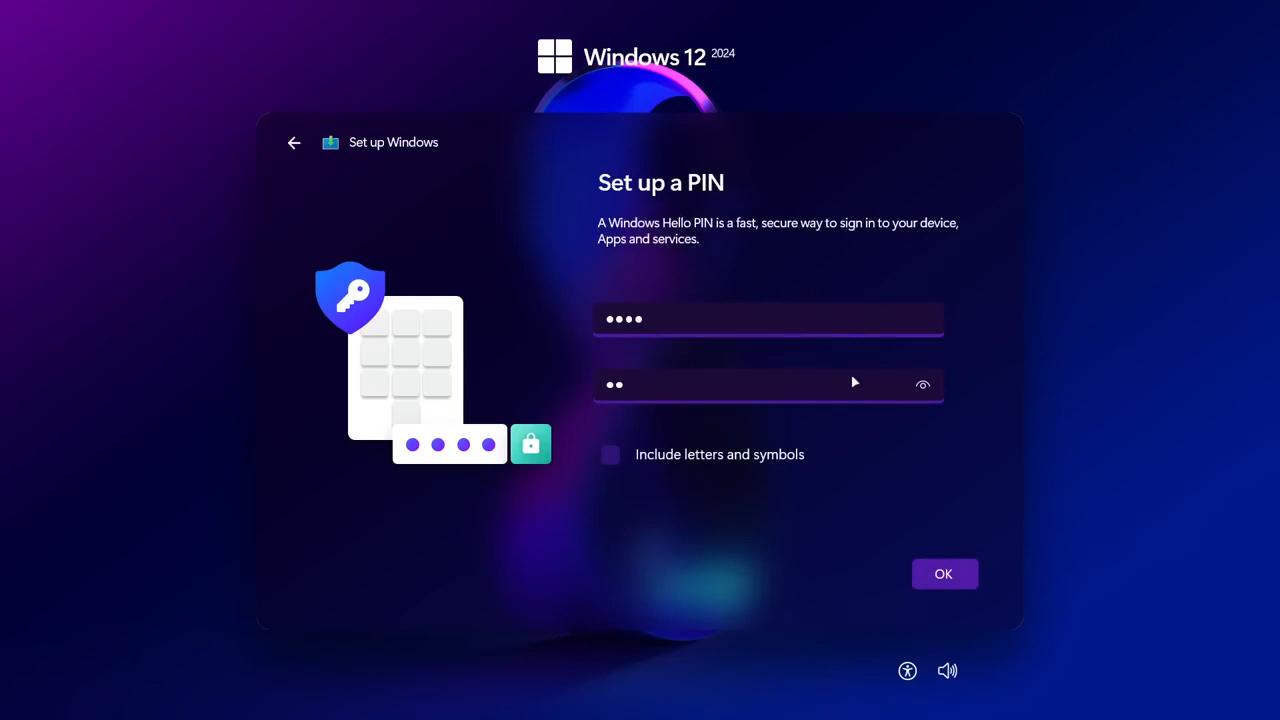 Windows 12 2024
Set up Windows
Set up a PIN
A Windows Hello PIN is a fast, secure way to sign in to your device,
Apps and services.
●●●●
●●
Include letters and symbols
OK